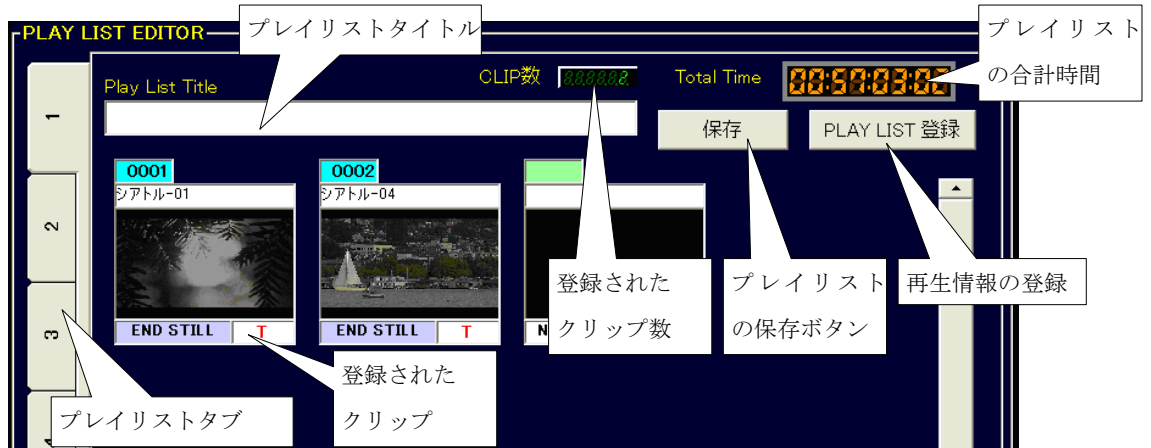 PLAY LIST EDITOR
プレイリストタイトル
プレイリスト
の合計時間
Play List Title
CLIP数
2
Total Time
保存
PLAY LIST 登録
1
2
3
0001
シアトル-01
END STILL
T
0002
シアトル-04
END STILL
T
N
登録された
クリップ数
プレイリスト
の保存ボタン
再生情報の登録
登録された
クリップ
プレイリストタブ